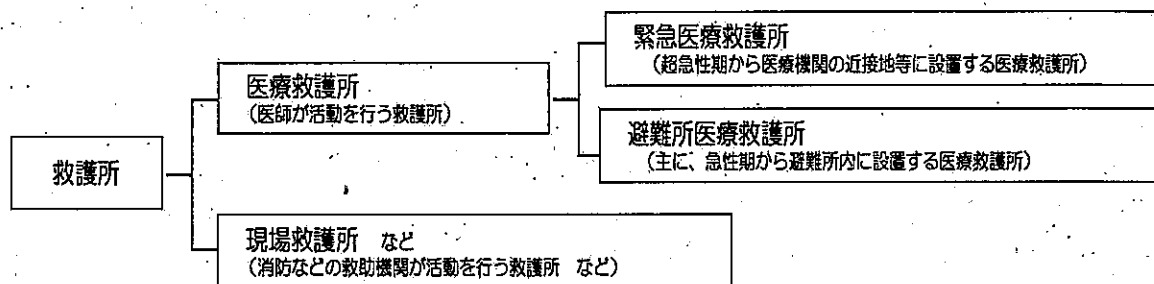 救護所
医療救護所
(医師が活動を行う救護所)
緊急医療救護所
(超急性期から医療機関の近接地等に設置する医療救護所)
避難所医療救護所
(主に、急性期から避難所内に設置する医療救護所)
現場救護所 など
(消防などの救助機関が活動を行う救護所 など)